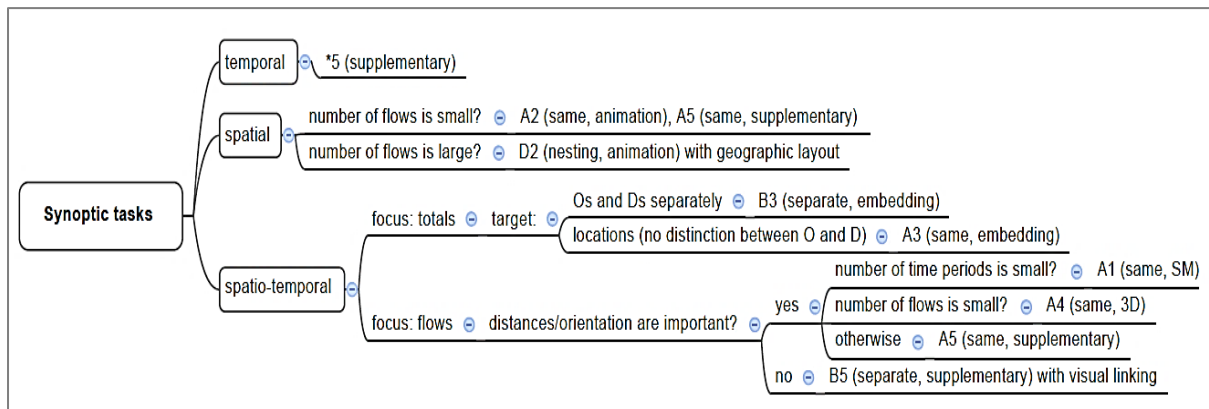 temporal
*5 (supplementary)
number of flows is small?
A2 (same, animation), A5 (same, supplementary)
spatial
number of flows is large?
D2 (nesting, animation) with geographic layout
Synoptic tasks
Os and Ds separately
B3 (separate, embedding)
focus: totals
target:
locations (no distinction between O and D)
A3 (same, embedding)
spatio-temporal
number of time periods is small?
A1 (same, SM)
yes
number of flows is small?
A4 (same, 3D)
focus: flows
distances/orientation are important?
otherwise
A5 (same, supplementary)
no
B5 (separate, supplementary) with visual linking